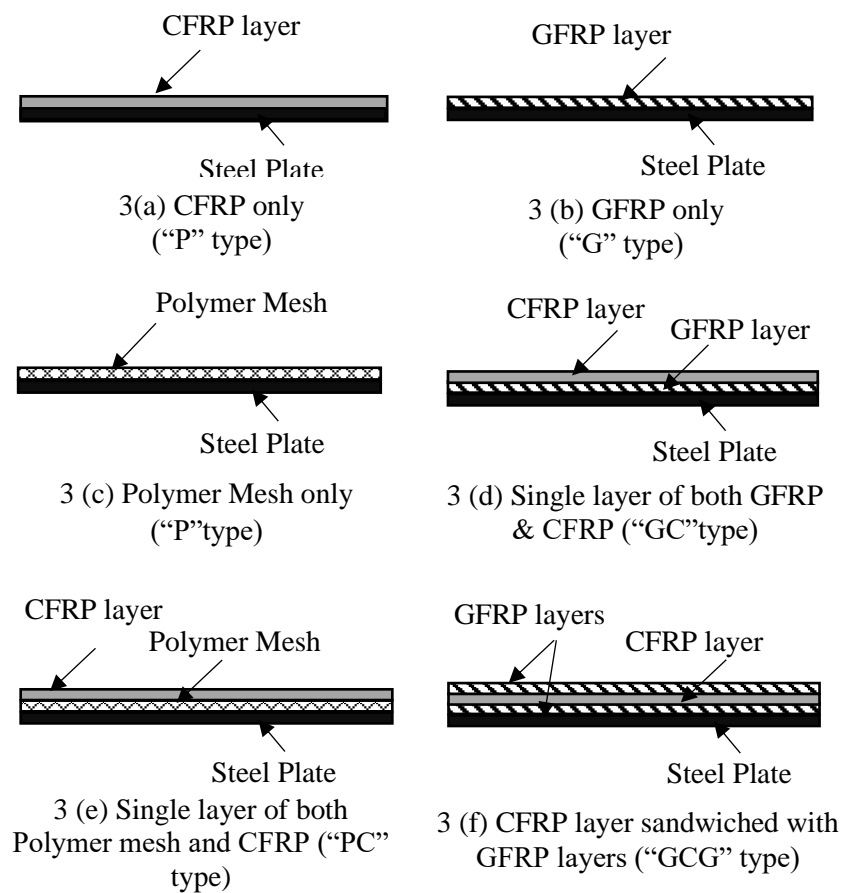 CFRP layer
Steel Plate
3(a) CFRP only
(“P” type)
GFRP layer
Steel Plate
3 (b) GFRP only
(“G” type)
Polymer Mesh
Steel Plate
3 (c) Polymer Mesh only
(“P”type)
CFRP layer
GFRP layer
Steel Plate
3 (d) Single layer of both GFRP
& CFRP (“GC”type)
CFRP layer
Polymer Mesh
Steel Plate
3 (e) Single layer of both
Polymer mesh and CFRP (“PC”
type)
GFRP layers
CFRP layer
Steel Plate
3 (f) CFRP layer sandwiched with
GFRP layers (“GCG” type)